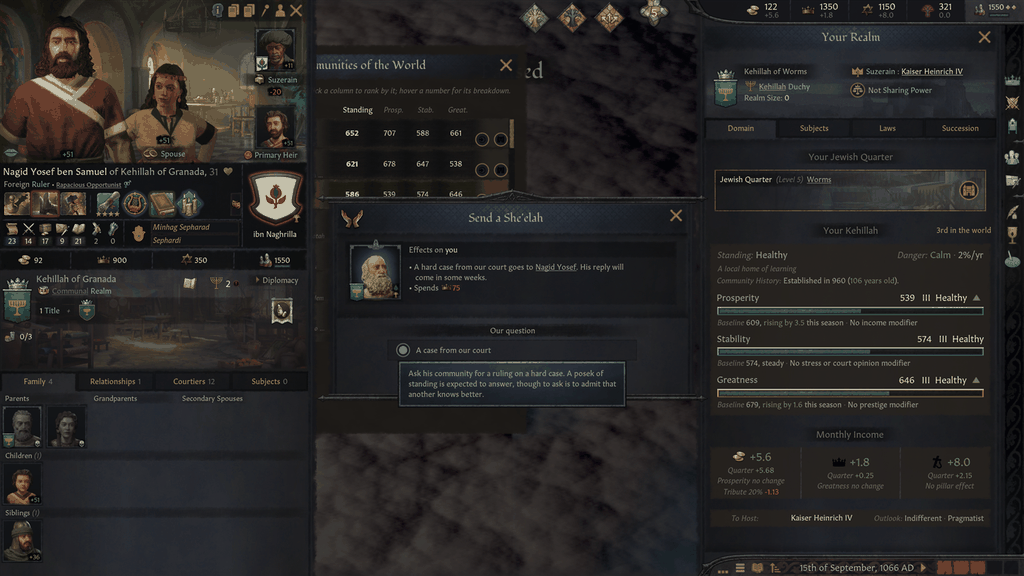 +11
Suzerain
-20
+51
+51
Spouse
+51
Primary Heir
Nagid Yosef ben Samuel of Kehillah of Granada, 31
Foreign Ruler • Rapacious Opportunist
Minhag Sepharad
Sephardi
23 14 17 9 21 2 0
ibn Naghrilla
92 900 350 1550
Kehillah of Granada
Communal Realm
2
Diplomacy
1 Title
0/3
Family 4
Relationships 1
Courtiers 12
Subjects 0
Parents
Grandparents
Secondary Spouses
Children (1)
+51
Siblings (1)
+36
munities of the World
ck a column to rank by it; hover a number for its breakdown.
Standing Prosp. Stab. Great.
652 707 588 661
621 678 647 538
586 539 574 646
ed
5
Send a She'elah
Effects on you
• A hard case from our court goes to Nagid Yosef. His reply will
come in some weeks.
• Spends 75
Our question
A case from our court
Ask his community for a ruling on a hard case. A posek of
standing is expected to answer, though to ask is to admit that
another knows better.
122
+5.6
1350
+1.8
1150
+8.0
321
0.0
1550
Your Realm
Kehillah of Worms
Kehillah Duchy
Realm Size: 0
Suzerain : Kaiser Heinrich IV
Not Sharing Power
Domain
Subjects
Laws
Succession
Your Jewish Quarter
Jewish Quarter (Level 5) Worms
Your Kehillah
3rd in the world
Standing: Healthy
Danger: Calm · 2%/yr
A local home of learning
Community History: Established in 960 (106 years old).
Prosperity 539 III Healthy
Baseline 609, rising by 3.5 this season · No income modifier
Stability 574 III Healthy
Baseline 574, steady · No stress or court opinion modifier
Greatness 646 III Healthy
Baseline 679, rising by 1.6 this season · No prestige modifier
Monthly Income
+5.6
Quarter +5.68
Prosperity no change
Tribute 20% -1.13
+1.8
Quarter +0.25
Greatness no change
+8.0
Quarter +2.15
No pillar effect
To Host: Kaiser Heinrich IV Outlook: Indifferent · Pragmatist
15th of September, 1066 AD